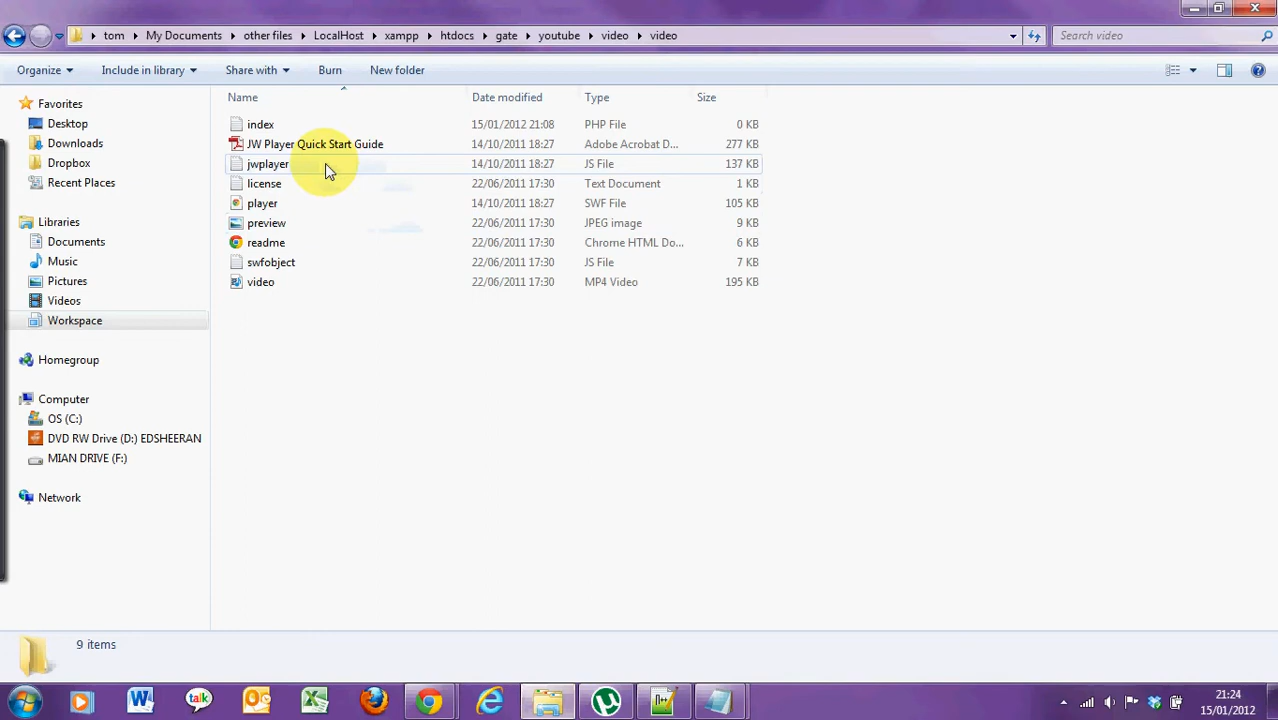 tom ▸ My Documents ▸ other files ▸ LocalHost ▸ xampp ▸ htdocs ▸ gate ▸ youtube ▸ video ▸ video
Search video
Organize Include in library Share with Burn New folder
Name Date modified Type Size
Favorites
Desktop
Downloads
Dropbox
Recent Places
Libraries
Documents
Music
Pictures
Videos
Workspace
Homegroup
Computer
OS (C:)
DVD RW Drive (D:) EDSHEERAN
MIAN DRIVE (F:)
Network
index 15/01/2012 21:08 PHP File 0 KB
JW Player Quick Start Guide 14/10/2011 18:27 Adobe Acrobat D... 277 KB
jwplayer 14/10/2011 18:27 JS File 137 KB
license 22/06/2011 17:30 Text Document 1 KB
player 14/10/2011 18:27 SWF File 105 KB
preview 22/06/2011 17:30 JPEG image 9 KB
readme 22/06/2011 17:30 Chrome HTML Do... 6 KB
swfobject 22/06/2011 17:30 JS File 7 KB
video 22/06/2011 17:30 MP4 Video 195 KB
9 items
talk
21:24
15/01/2012